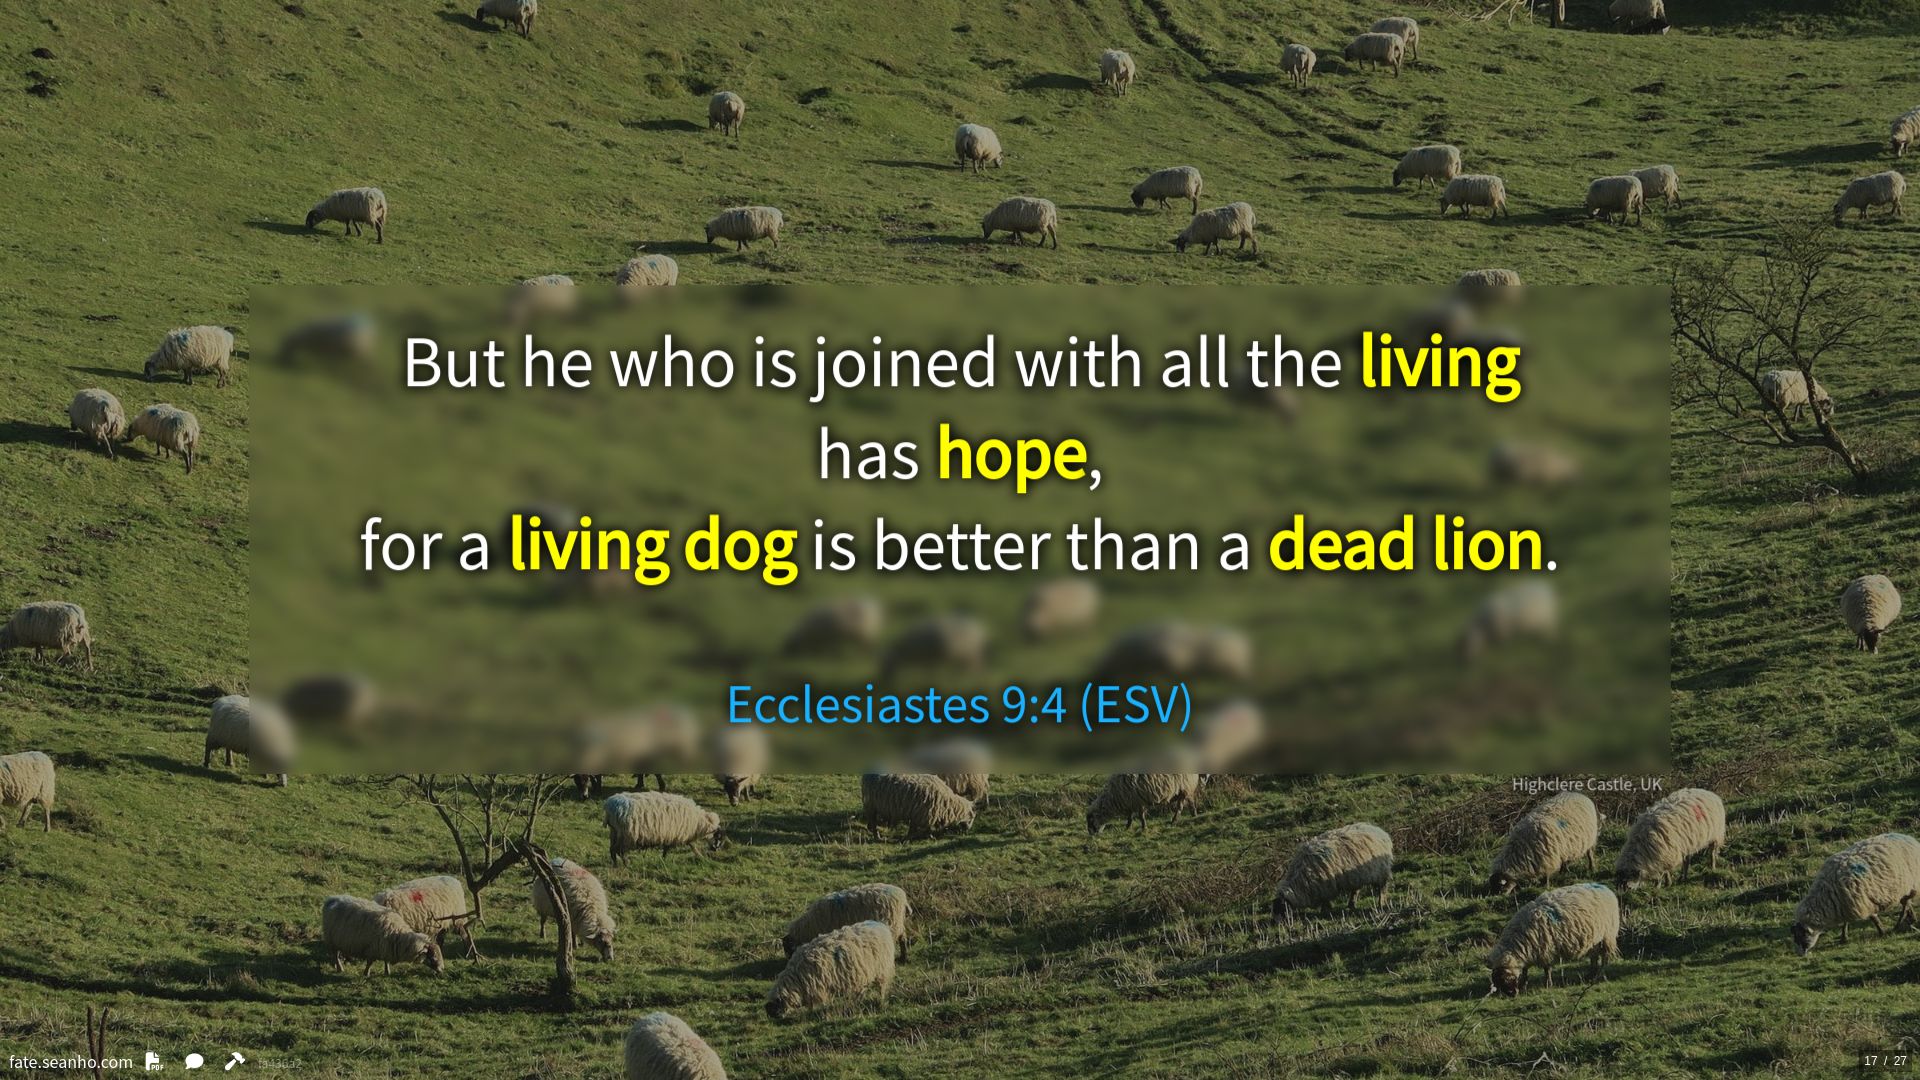 But he who is joined with all the living
has hope,
for a living dog is better than a dead lion.
Ecclesiastes 9:4 (ESV)
Highclere Castle, UK
fate.seanho.com
PDF
17 / 27